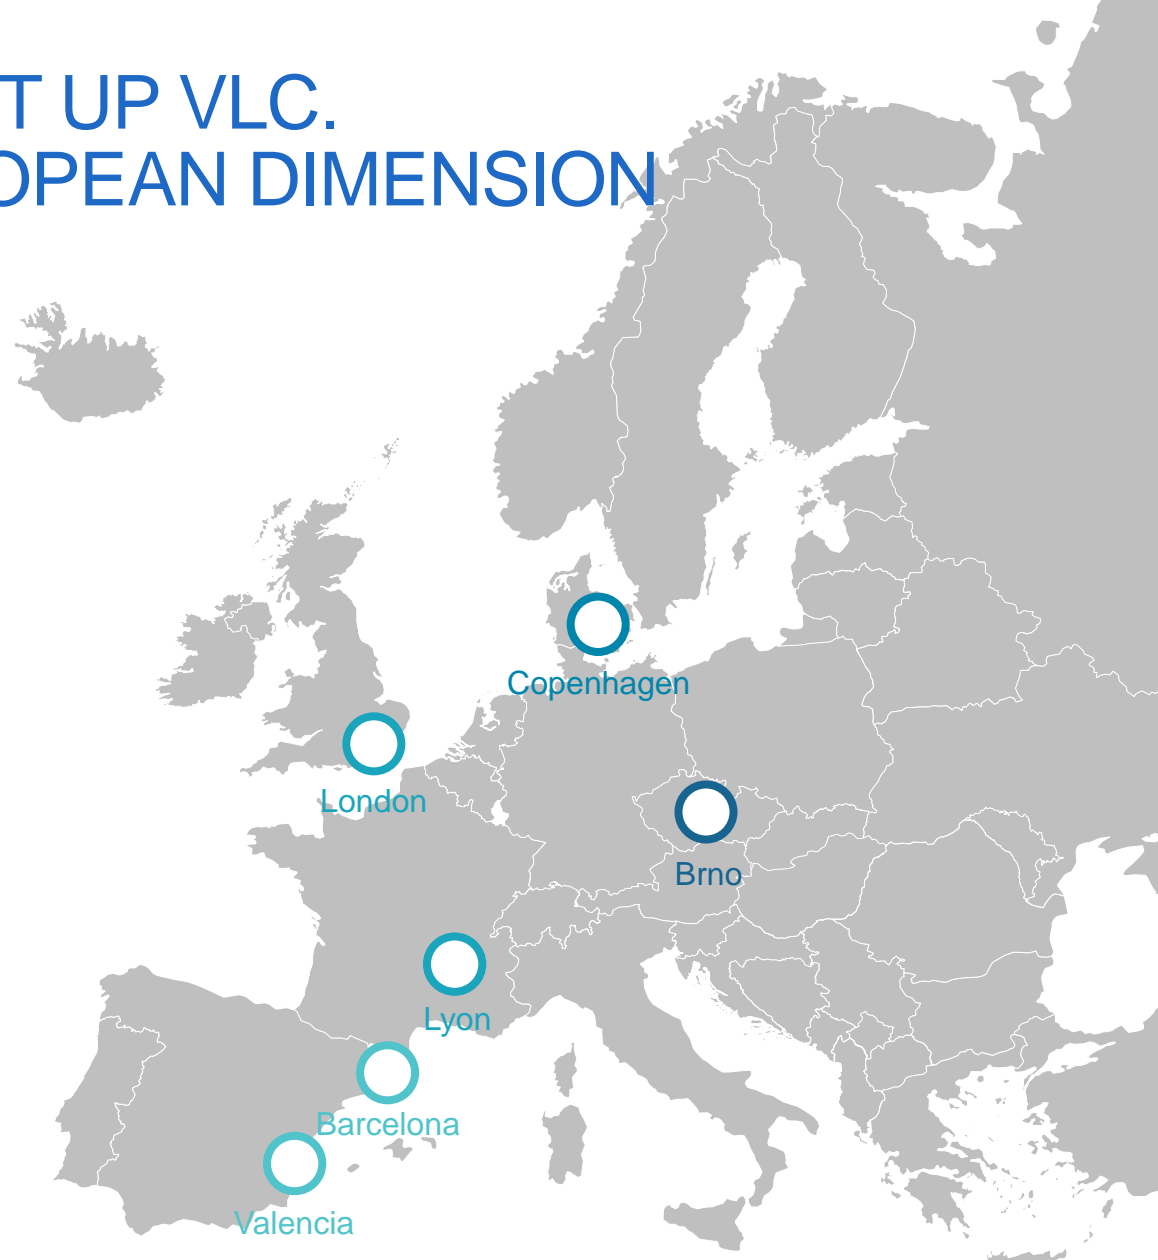 T UP VLC.
OPEAN DIMENSION
Copenhagen
London
Brno
Lyon
Barcelona
Valencia